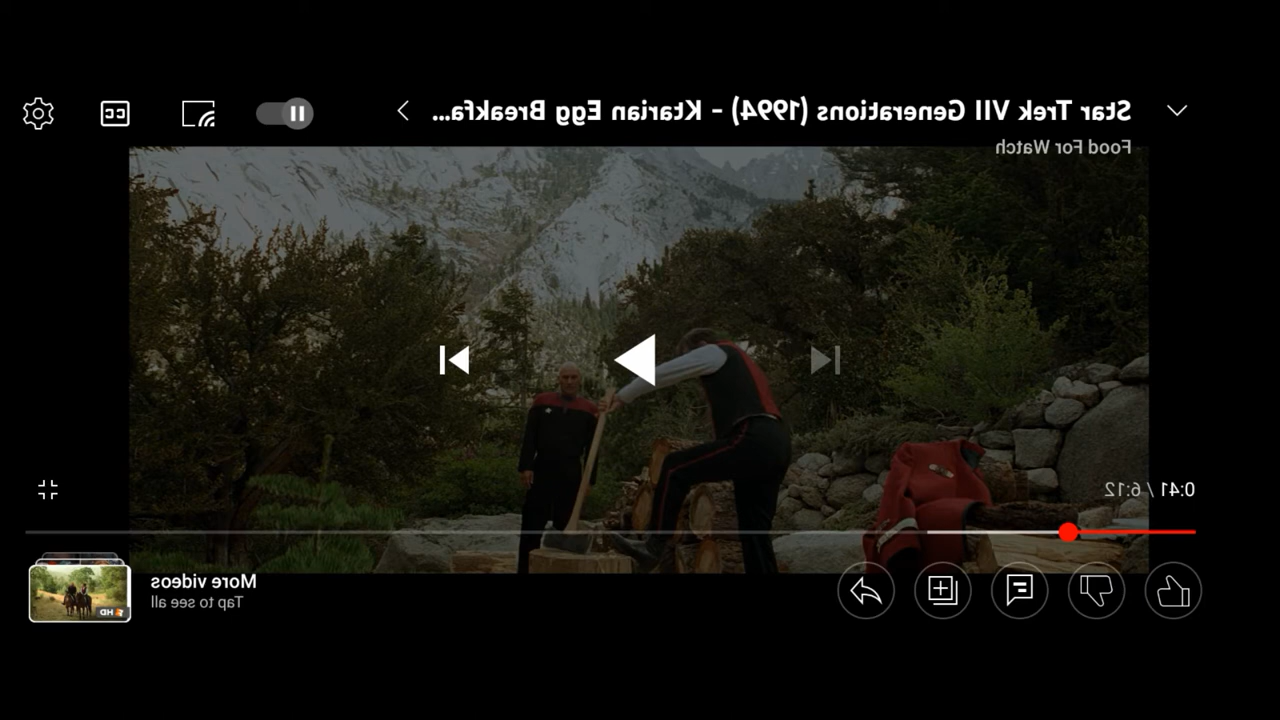 Star Trek VII Generations (1994) - Ktarian Egg Breakfa...
Food For Watch
CC
0:41 / 6:12
More videos
Tap to see all
HD